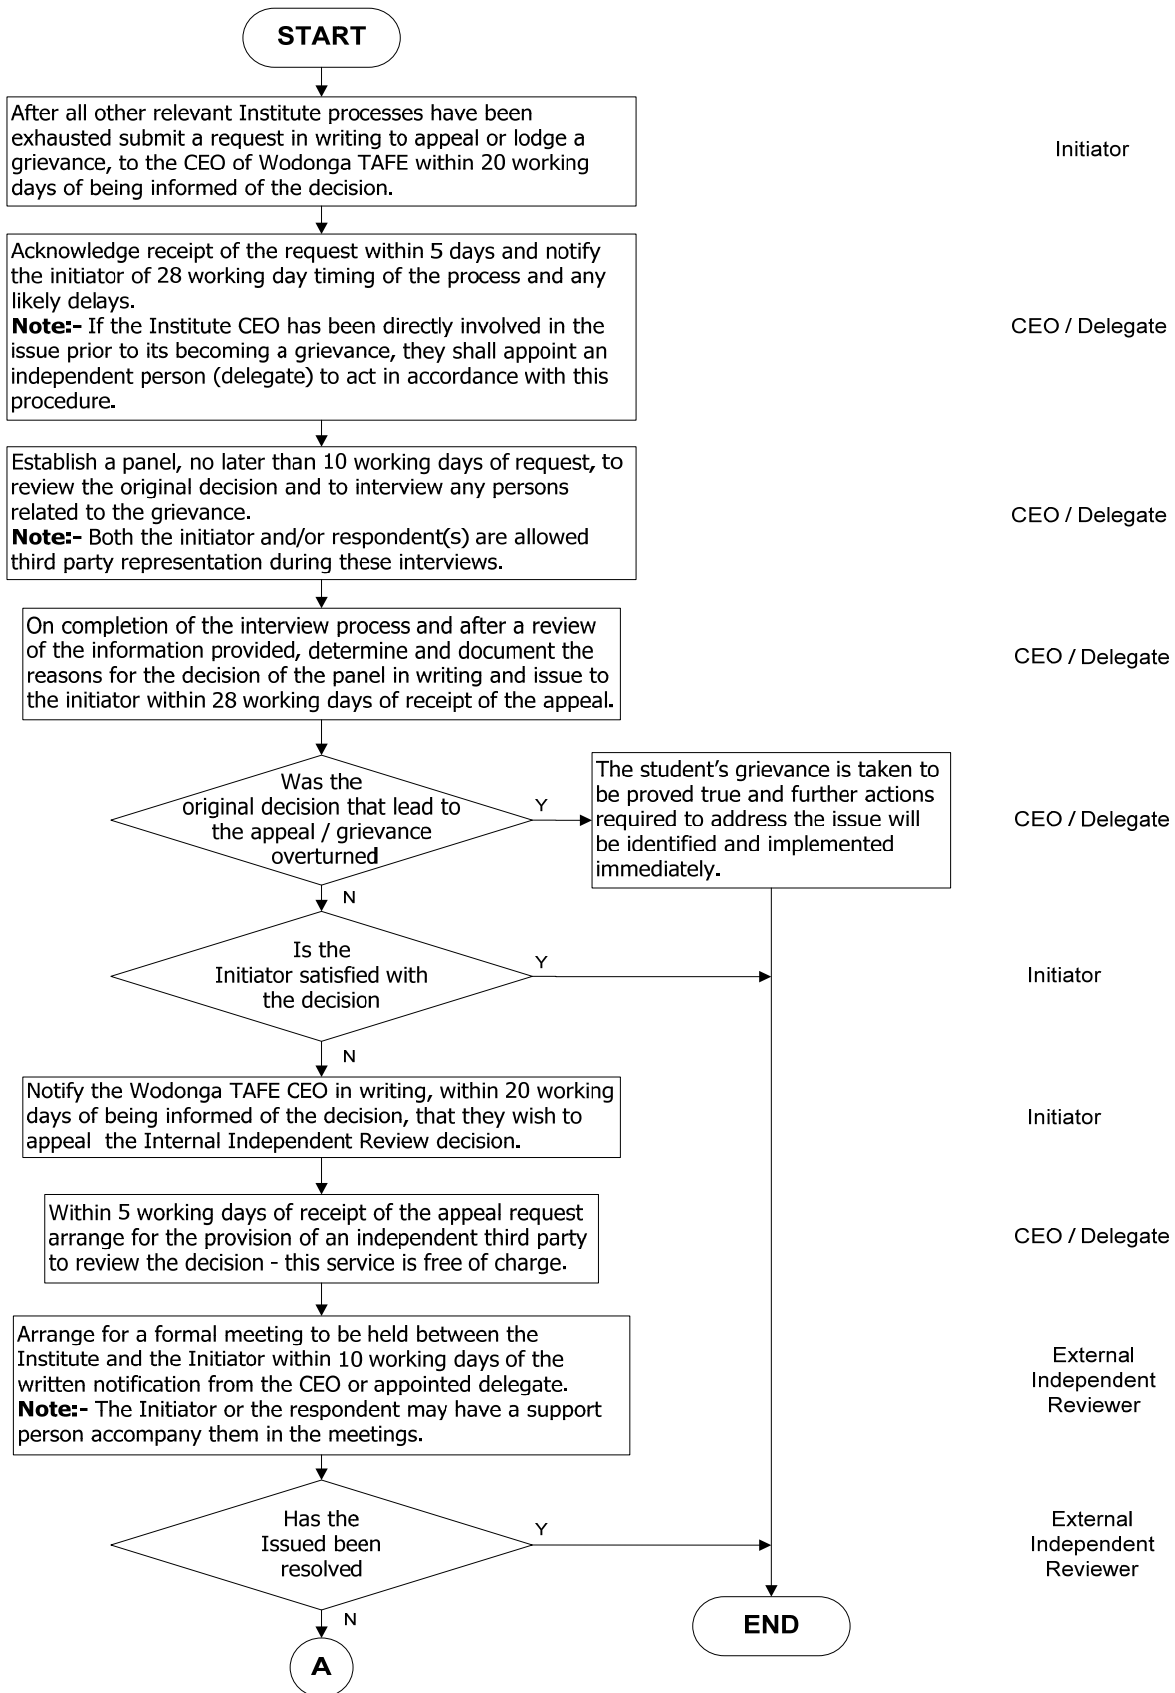 START
After all other relevant Institute processes have been
exhausted submit a request in writing to appeal or lodge a
grievance, to the CEO of Wodonga TAFE within 20 working
days of being informed of the decision.
Initiator
Acknowledge receipt of the request within 5 days and notify
the initiator of 28 working day timing of the process and any
likely delays.
Note:- If the Institute CEO has been directly involved in the
issue prior to its becoming a grievance, they shall appoint an
independent person (delegate) to act in accordance with this
procedure.
CEO / Delegate
Establish a panel, no later than 10 working days of request, to
review the original decision and to interview any persons
related to the grievance.
Note:- Both the initiator and/or respondent(s) are allowed
third party representation during these interviews.
CEO / Delegate
On completion of the interview process and after a review
of the information provided, determine and document the
reasons for the decision of the panel in writing and issue to
the initiator within 28 working days of receipt of the appeal.
CEO / Delegate
Was the
original decision that lead to
the appeal / grievance
overturned
Y
The student's grievance is taken to
be proved true and further actions
required to address the issue will
be identified and implemented
immediately.
CEO / Delegate
N
Is the
Initiator satisfied with
the decision
Y
Initiator
N
Notify the Wodonga TAFE CEO in writing, within 20 working
days of being informed of the decision, that they wish to
appeal the Internal Independent Review decision.
Initiator
Within 5 working days of receipt of the appeal request
arrange for the provision of an independent third party
to review the decision - this service is free of charge.
CEO / Delegate
Arrange for a formal meeting to be held between the
Institute and the Initiator within 10 working days of the
written notification from the CEO or appointed delegate.
Note:- The Initiator or the respondent may have a support
person accompany them in the meetings.
External
Independent
Reviewer
Has the
Issued been
resolved
Y
External
Independent
Reviewer
N
END
A